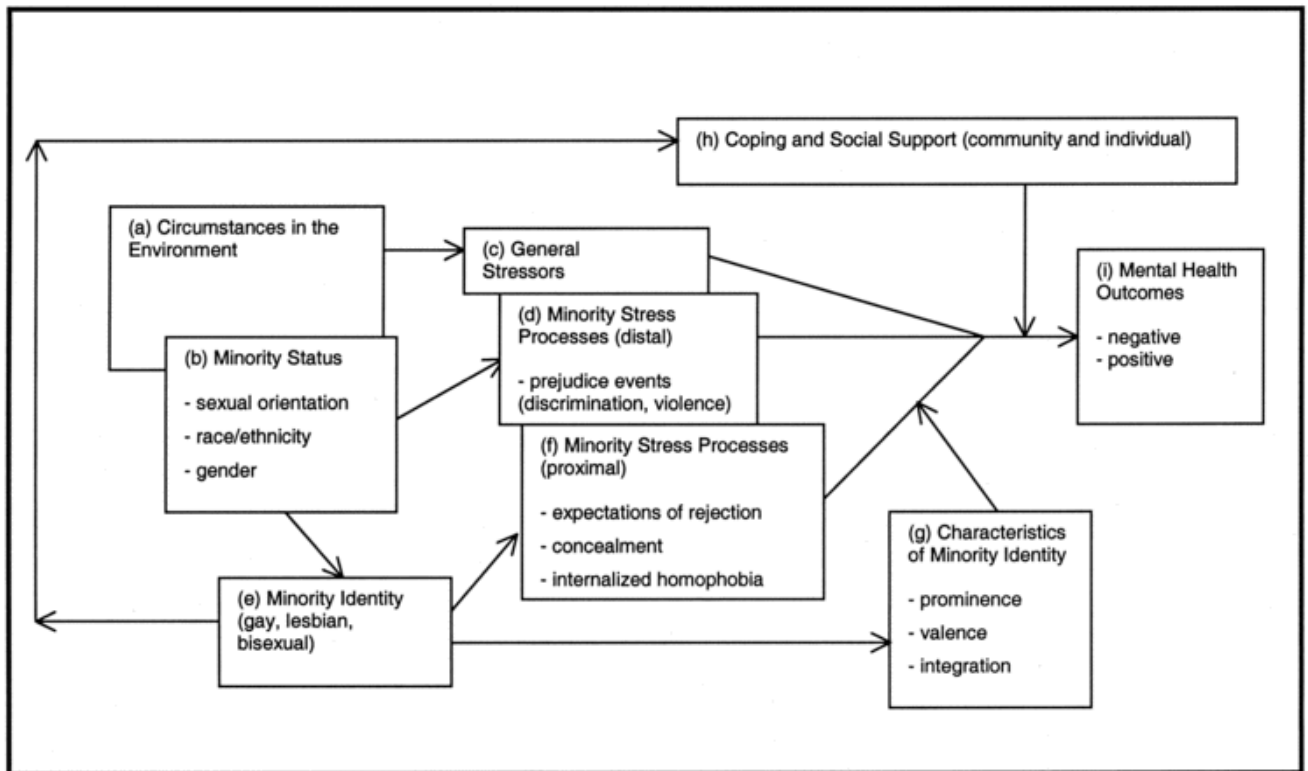 (h) Coping and Social Support (community and individual)
(a) Circumstances in the
Environment
(c) General
Stressors
(i) Mental Health
Outcomes
- negative
- positive
(d) Minority Stress
Processes (distal)
- prejudice events
(discrimination, violence)
(b) Minority Status
- sexual orientation
- race/ethnicity
- gender
(f) Minority Stress Processes
(proximal)
- expectations of rejection
- concealment
- internalized homophobia
(g) Characteristics
of Minority Identity
- prominence
- valence
- integration
(e) Minority Identity
(gay, lesbian,
bisexual)